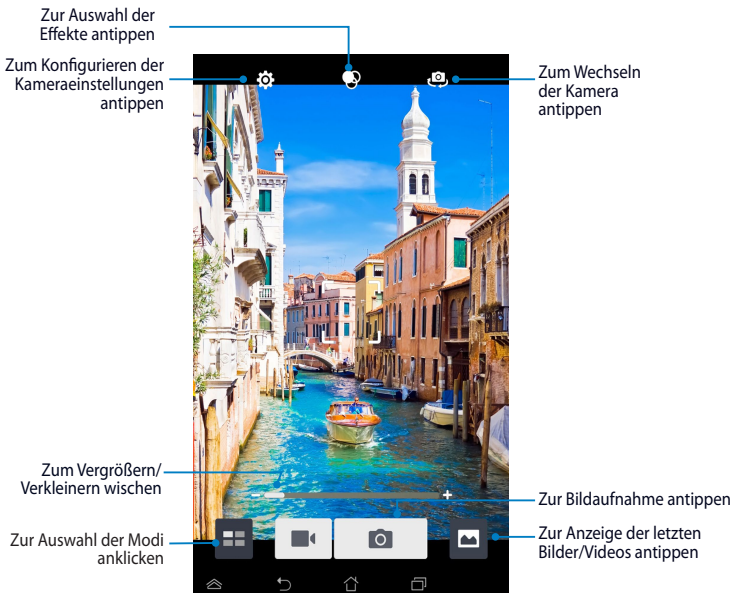 Zur Auswahl der
Effekte antippen
Zum Konfigurieren der
Kameraeinstellungen
antippen
Zum Wechseln
der Kamera
antippen
Zum Vergrößern/
Verkleinern wischen
Zur Bildaufnahme antippen
Zur Auswahl der Modi
anklicken
Zur Anzeige der letzten
Bilder/Videos antippen